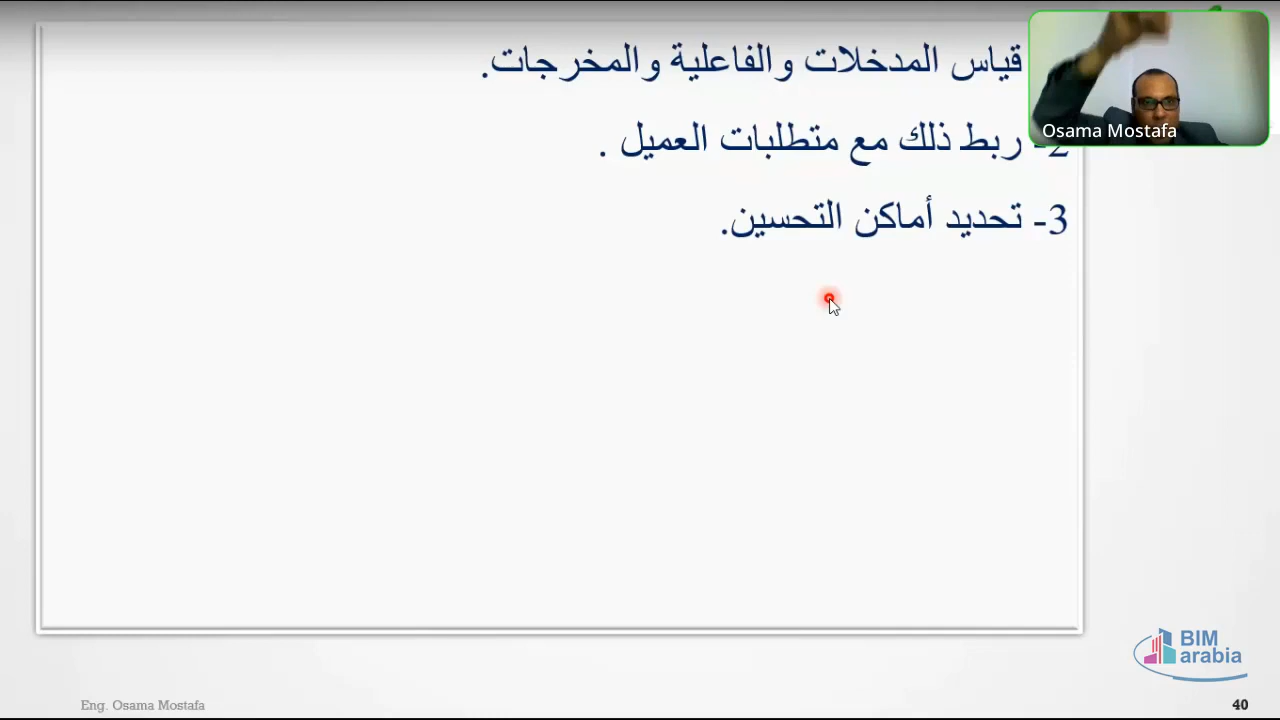 قياس المدخلات والفاعلية والمخرجات.
2- ربط ذلك مع متطلبات العميل .
3- تحديد أماكن التحسين.
Osama Mostafa
BIM
arabia
Eng. Osama Mostafa
40